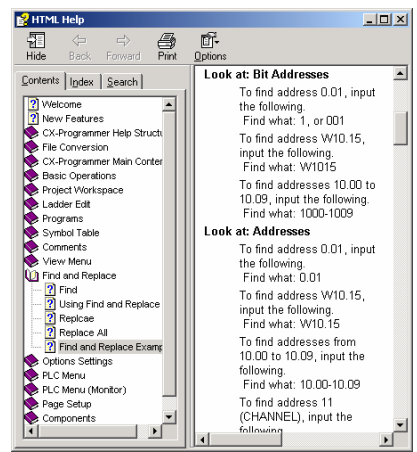 HTML Help
Hide Back Forward Print Options
Contents Index Search
Welcome
New Features
CX-Programmer Help Structu
File Conversion
CX-Programmer Main Conter
Basic Operations
Project Workspace
Ladder Edit
Programs
Symbol Table
Comments
View Menu
Find and Replace
Find
Using Find and Replace
Replcae
Replace All
Find and Replace Examp
Options Settings
PLC Menu
PLC Menu (Monitor)
Page Setup
Components
Look at: Bit Addresses
To find address 0.01, input
the following.
Find what: 1, or 001
To find address W10.15,
input the following.
Find what: W1015
To find addresses 10.00 to
10.09, input the following.
Find what: 1000-1009
Look at: Addresses
To find address 0.01, input
the following.
Find what: 0.01
To find address W10.15,
input the following.
Find what: W10.15
To find addresses from
10.00 to 10.09, input the
following.
Find what: 10.00-10.09
To find address 11
(CHANNEL), input the
following